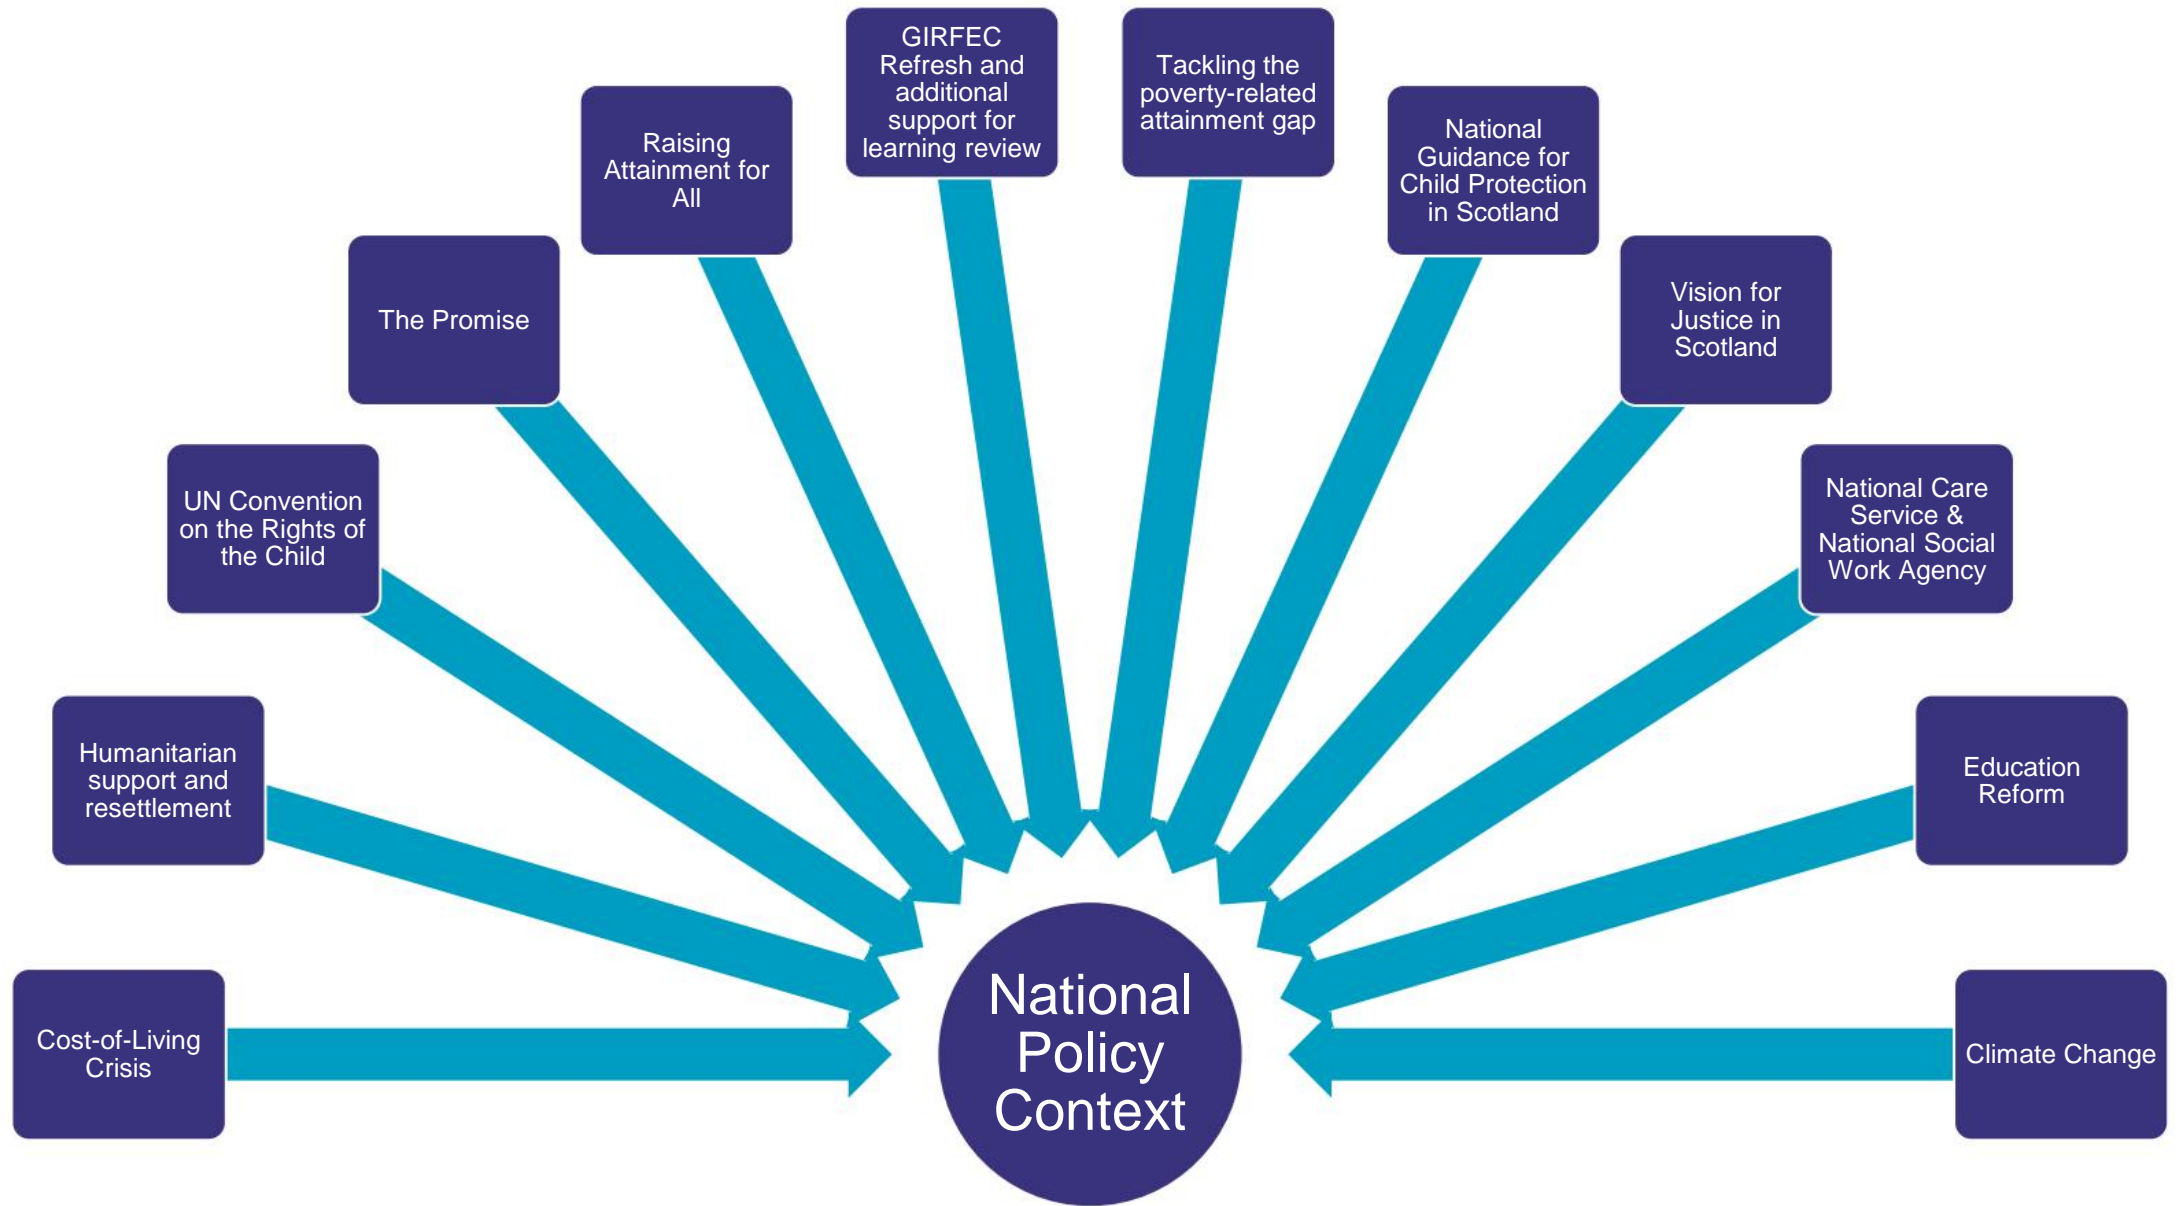 GIRFEC
Refresh and
additional
support for
learning review
Tackling the
poverty-related
attainment gap
Raising
Attainment for
All
National
Guidance for
Child Protection
in Scotland
The Promise
Vision for
Justice in
Scotland
UN Convention
on the Rights of
the Child
National Care
Service &
National Social
Work Agency
Humanitarian
support and
resettlement
Education
Reform
Cost-of-Living
Crisis
National
Policy
Context
Climate Change